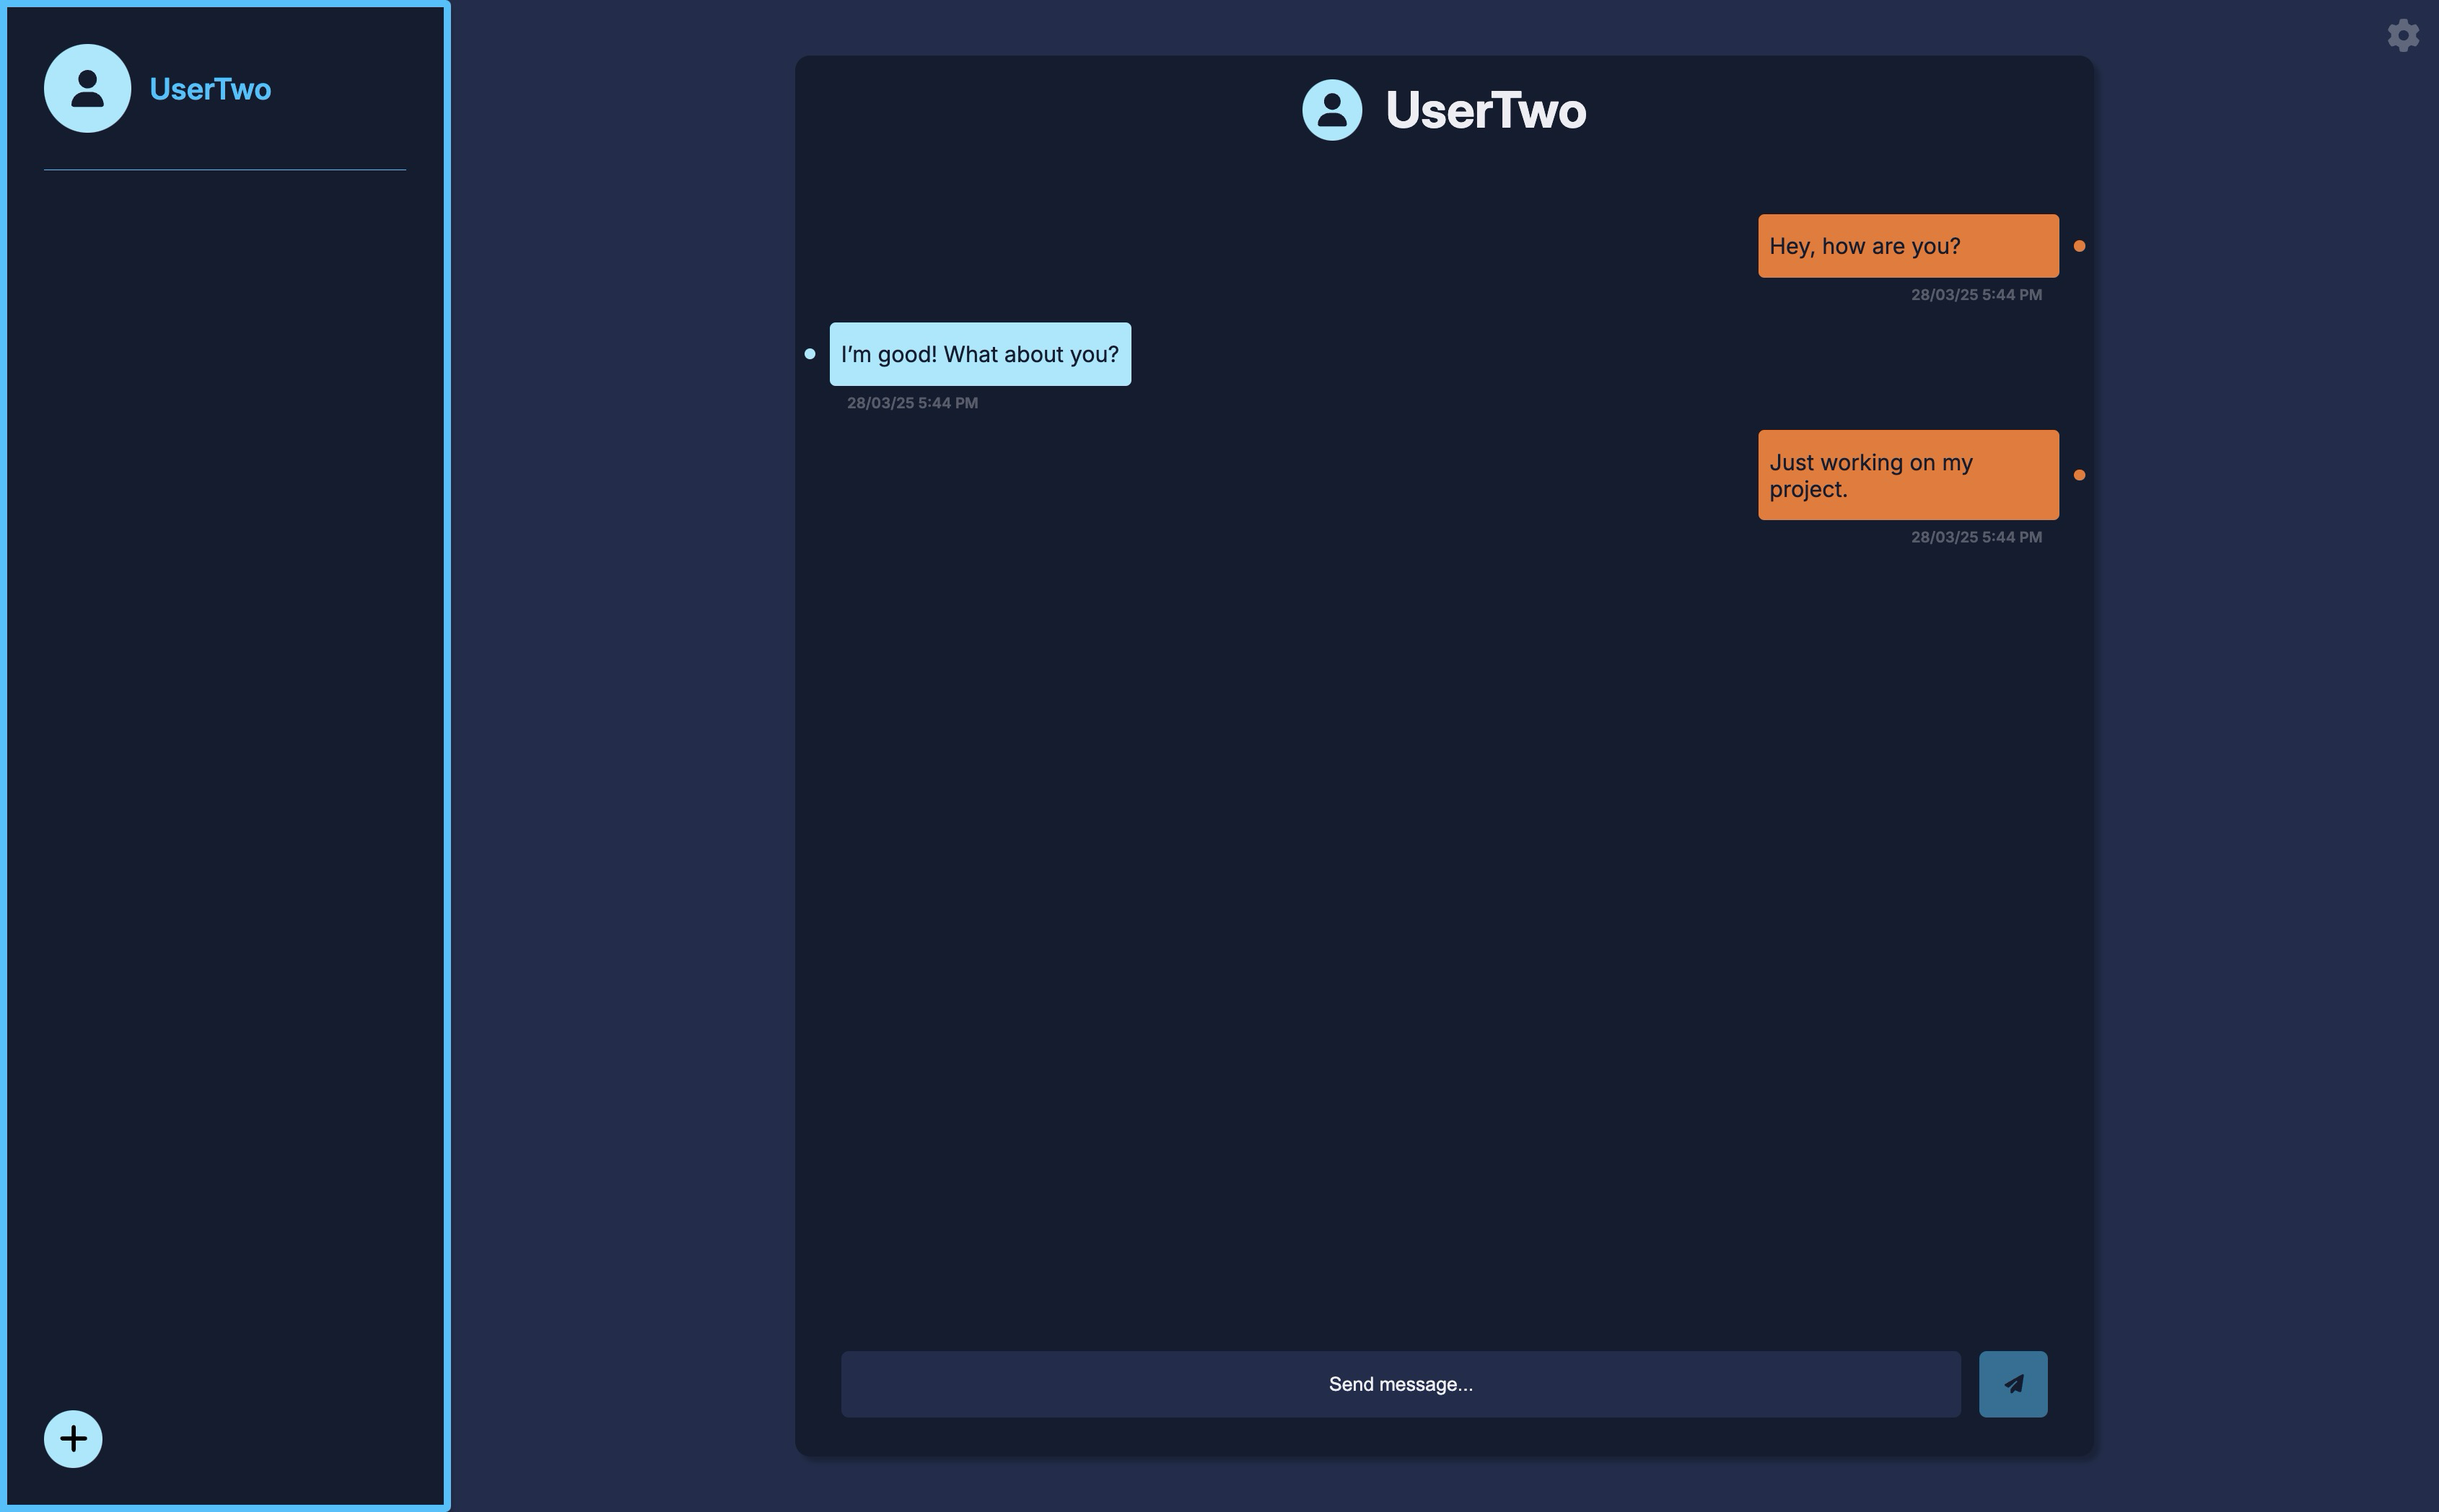 UserTwo
UserTwo
Hey, how are you?
28/03/25 5:44 PM
I’m good! What about you?
28/03/25 5:44 PM
Just working on my
project.
28/03/25 5:44 PM
Send message...